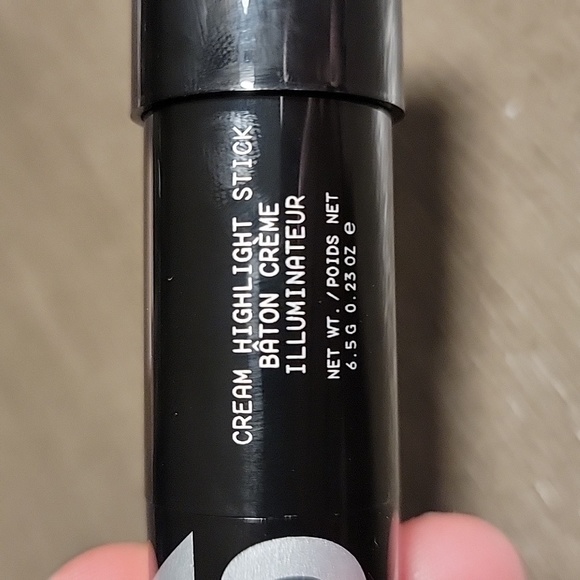 CREAM HIGHLIGHT STICK
BÂTON CRÈME
ILLUMINATEUR
NET WT. / POIDS NET
6.5 G 0.23 OZ e